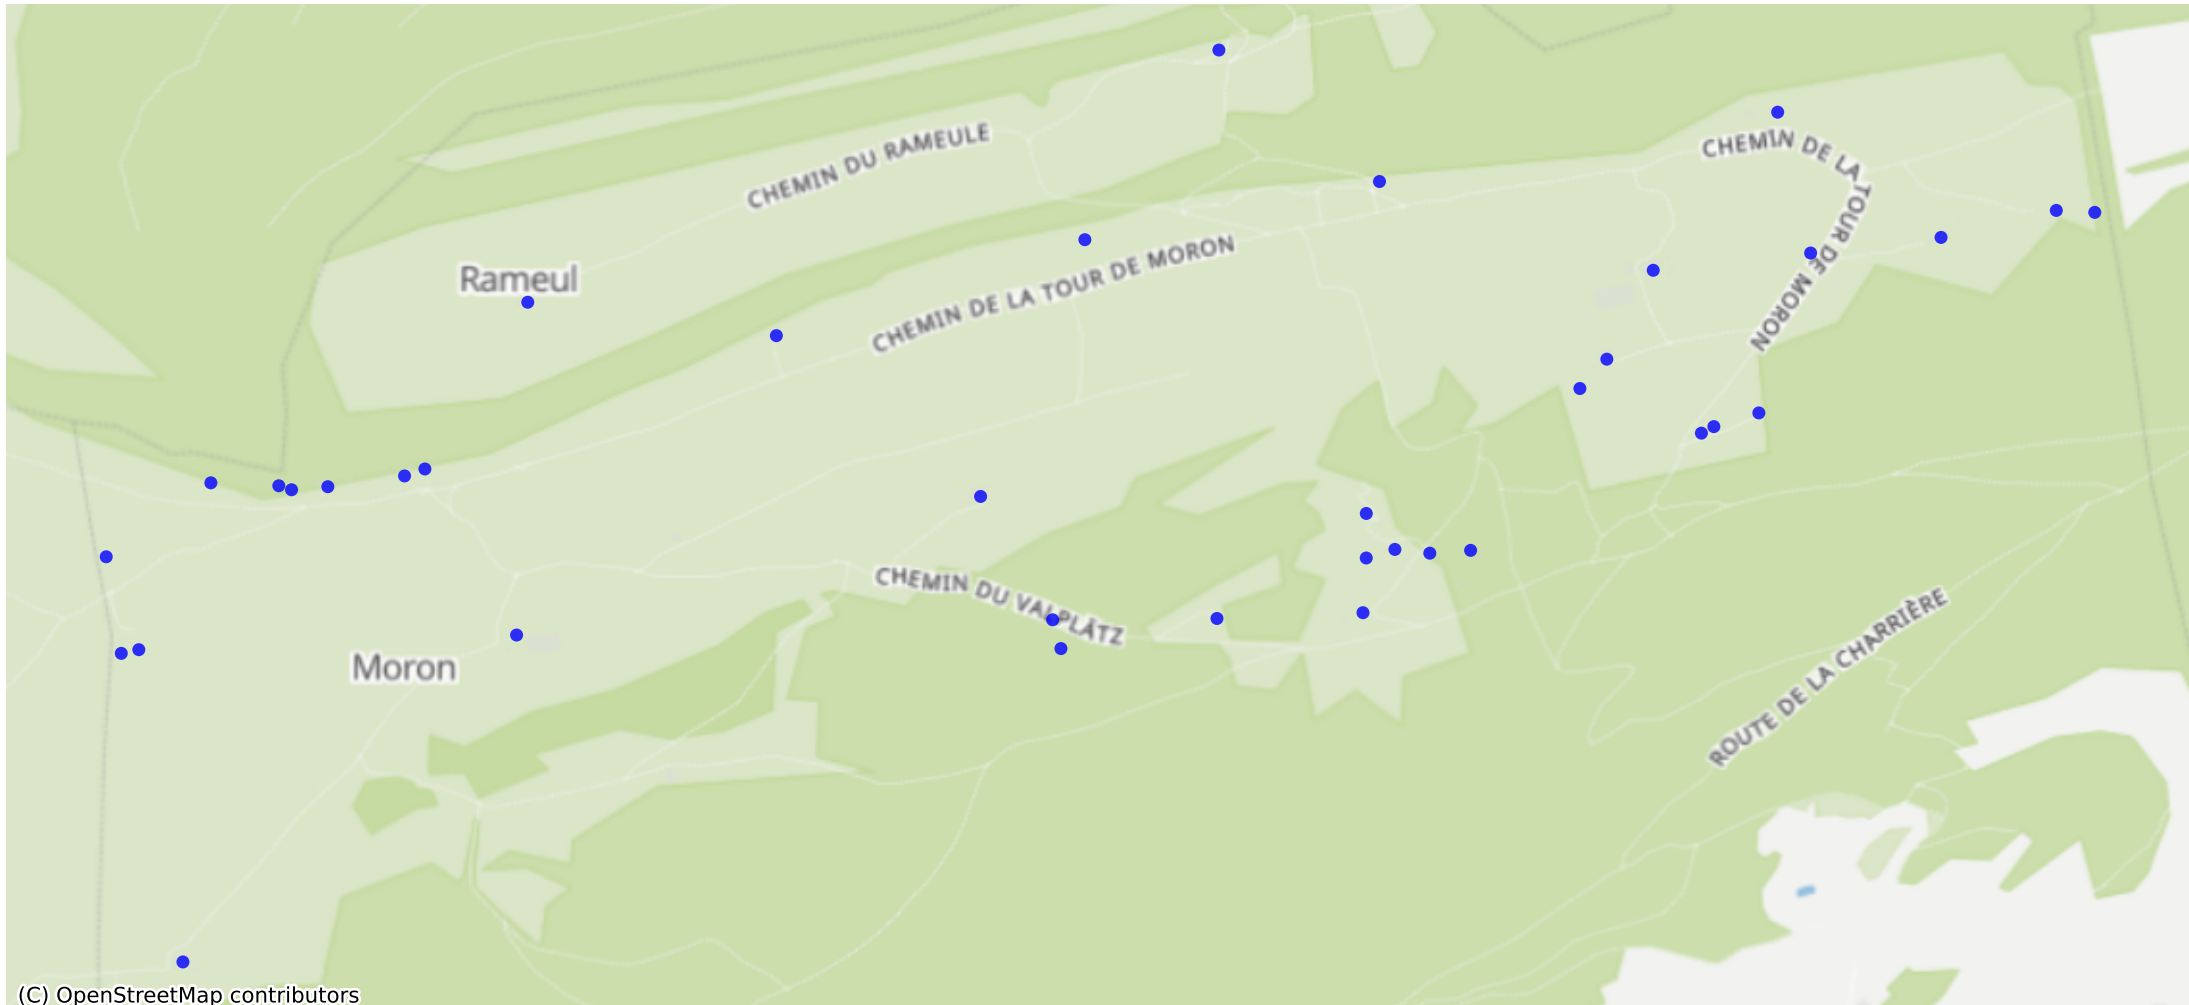 CHEMIN DU RAMEULE
CHEMIN DE LA TOUR DE MORON
Rameul
CHEMIN DE LA TOUR DE MORON
CHEMIN DU VALPLÄTZ
Moron
ROUTE DE LA CHARRIÈRE
(C) OpenStreetMap contributors